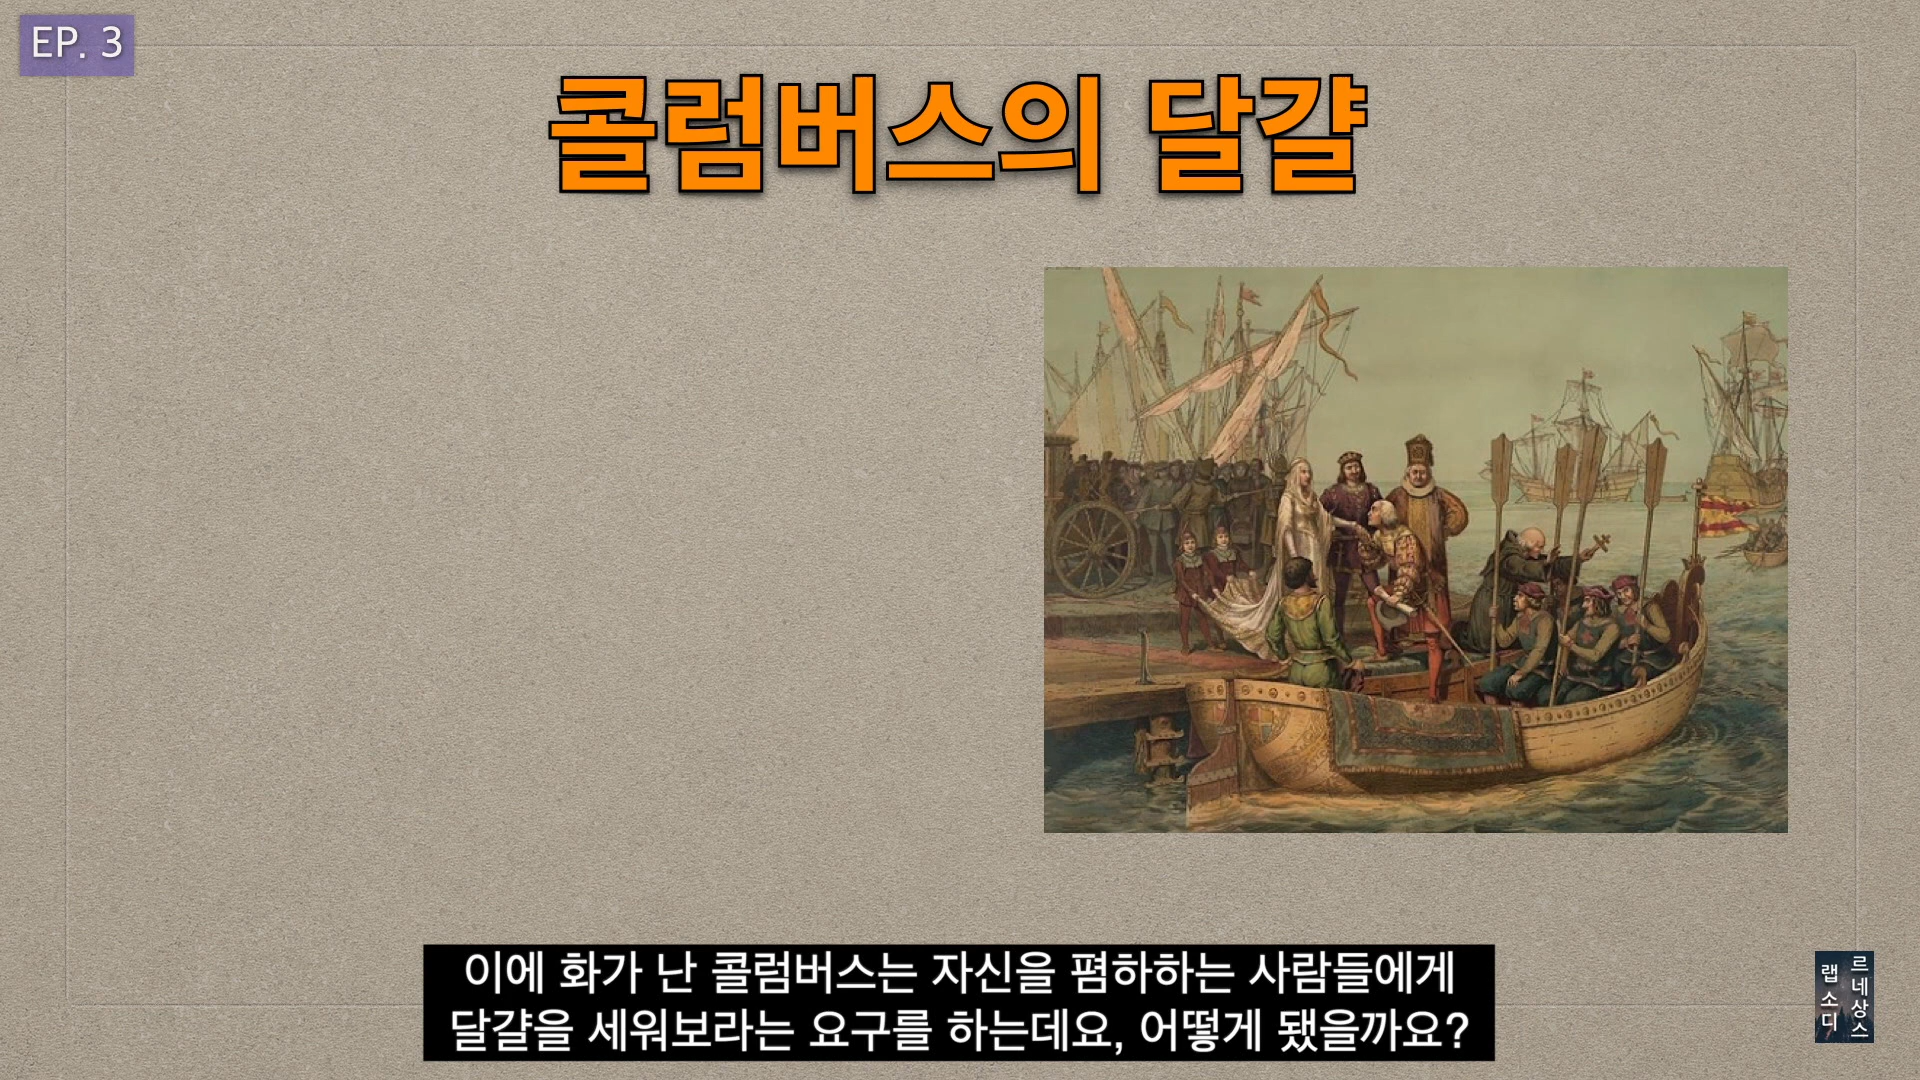 EP. 3
콜럼버스의 달걀
이에 화가 난 콜럼버스는 자신을 폄하하는 사람들에게
달걀을 세워보라는 요구를 하는데요, 어떻게 됐을까요?
르네상스
랩소디